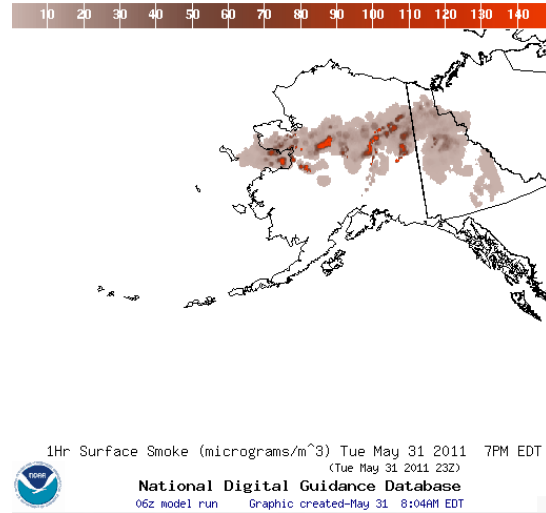 10 20 30 40 50 60 70 80 90 100 110 120 130 140
1Hr Surface Smoke (micrograms/m^3) Tue May 31 2011 7PM EDT
(Tue May 31 2011 23Z)
noaa
National Digital Guidance Database
06z model run Graphic created-May 31 8:04AM EDT